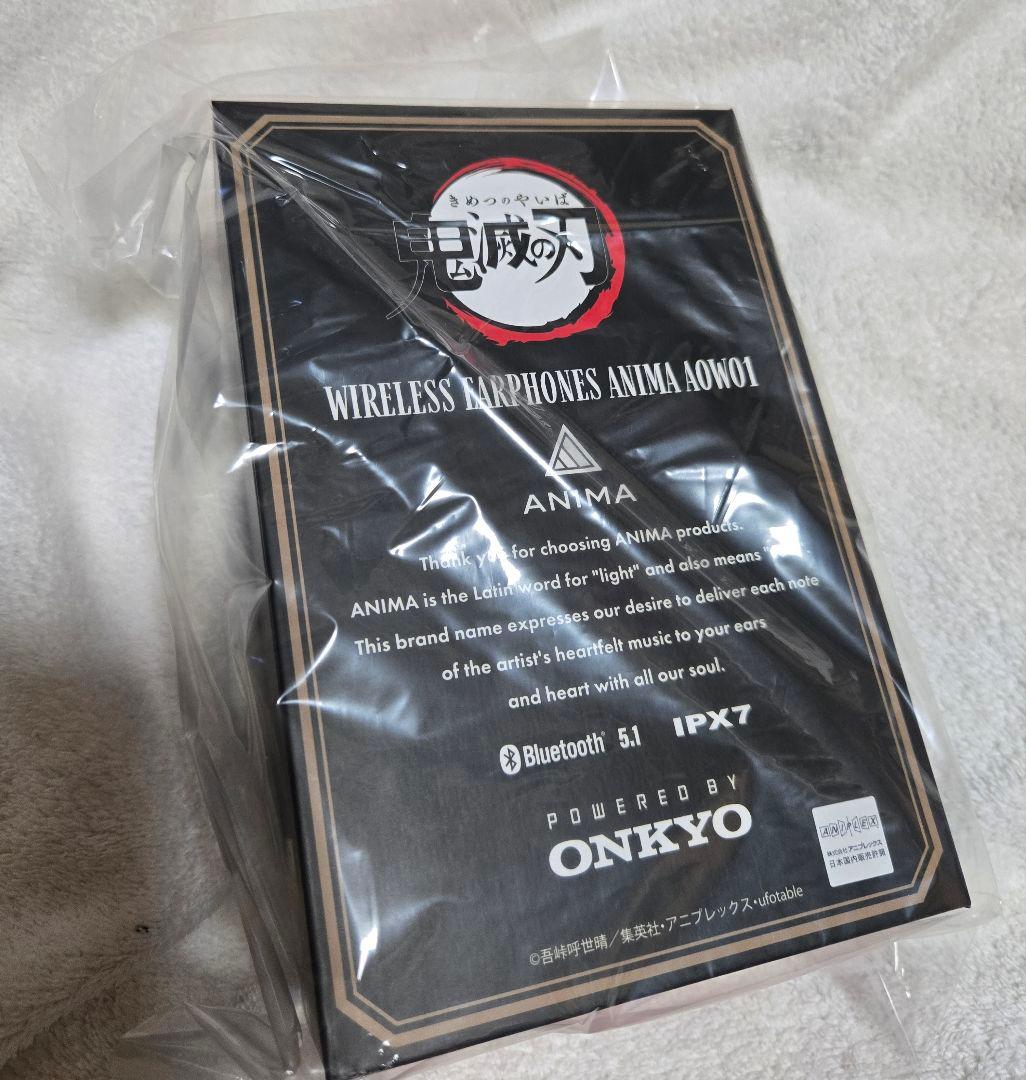 きめつのやいば
鬼滅の刃
WIRELESS EARPHONES ANIMA AOW01
ANIMA
Thank you for choosing ANIMA products.
ANIMA is the Latin word for "light" and also means "
This brand name expresses our desire to deliver each note
of the artist's heartfelt music to your ears
and heart with all our soul.
Bluetooth® 5.1 IPX7
POWERED BY
ONKYO
ANIPLEX
株式会社アニプレックス
日本国内販売許諾
©吾峠呼世晴／集英社・アニプレックス・ufotable